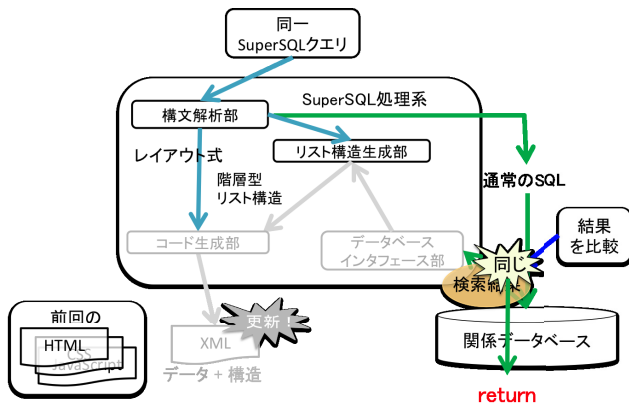 同一
SuperSQLクエリ
SuperSQL処理系
構文解析部
レイアウト式
リスト構造生成部
階層型
リスト構造
通常のSQL
コード生成部
データベース
インタフェース部
同じ
結果
を比較
検索
前回の
HTML
CSS
JavaScript
更新!
XML
データ + 構造
関係データベース
return